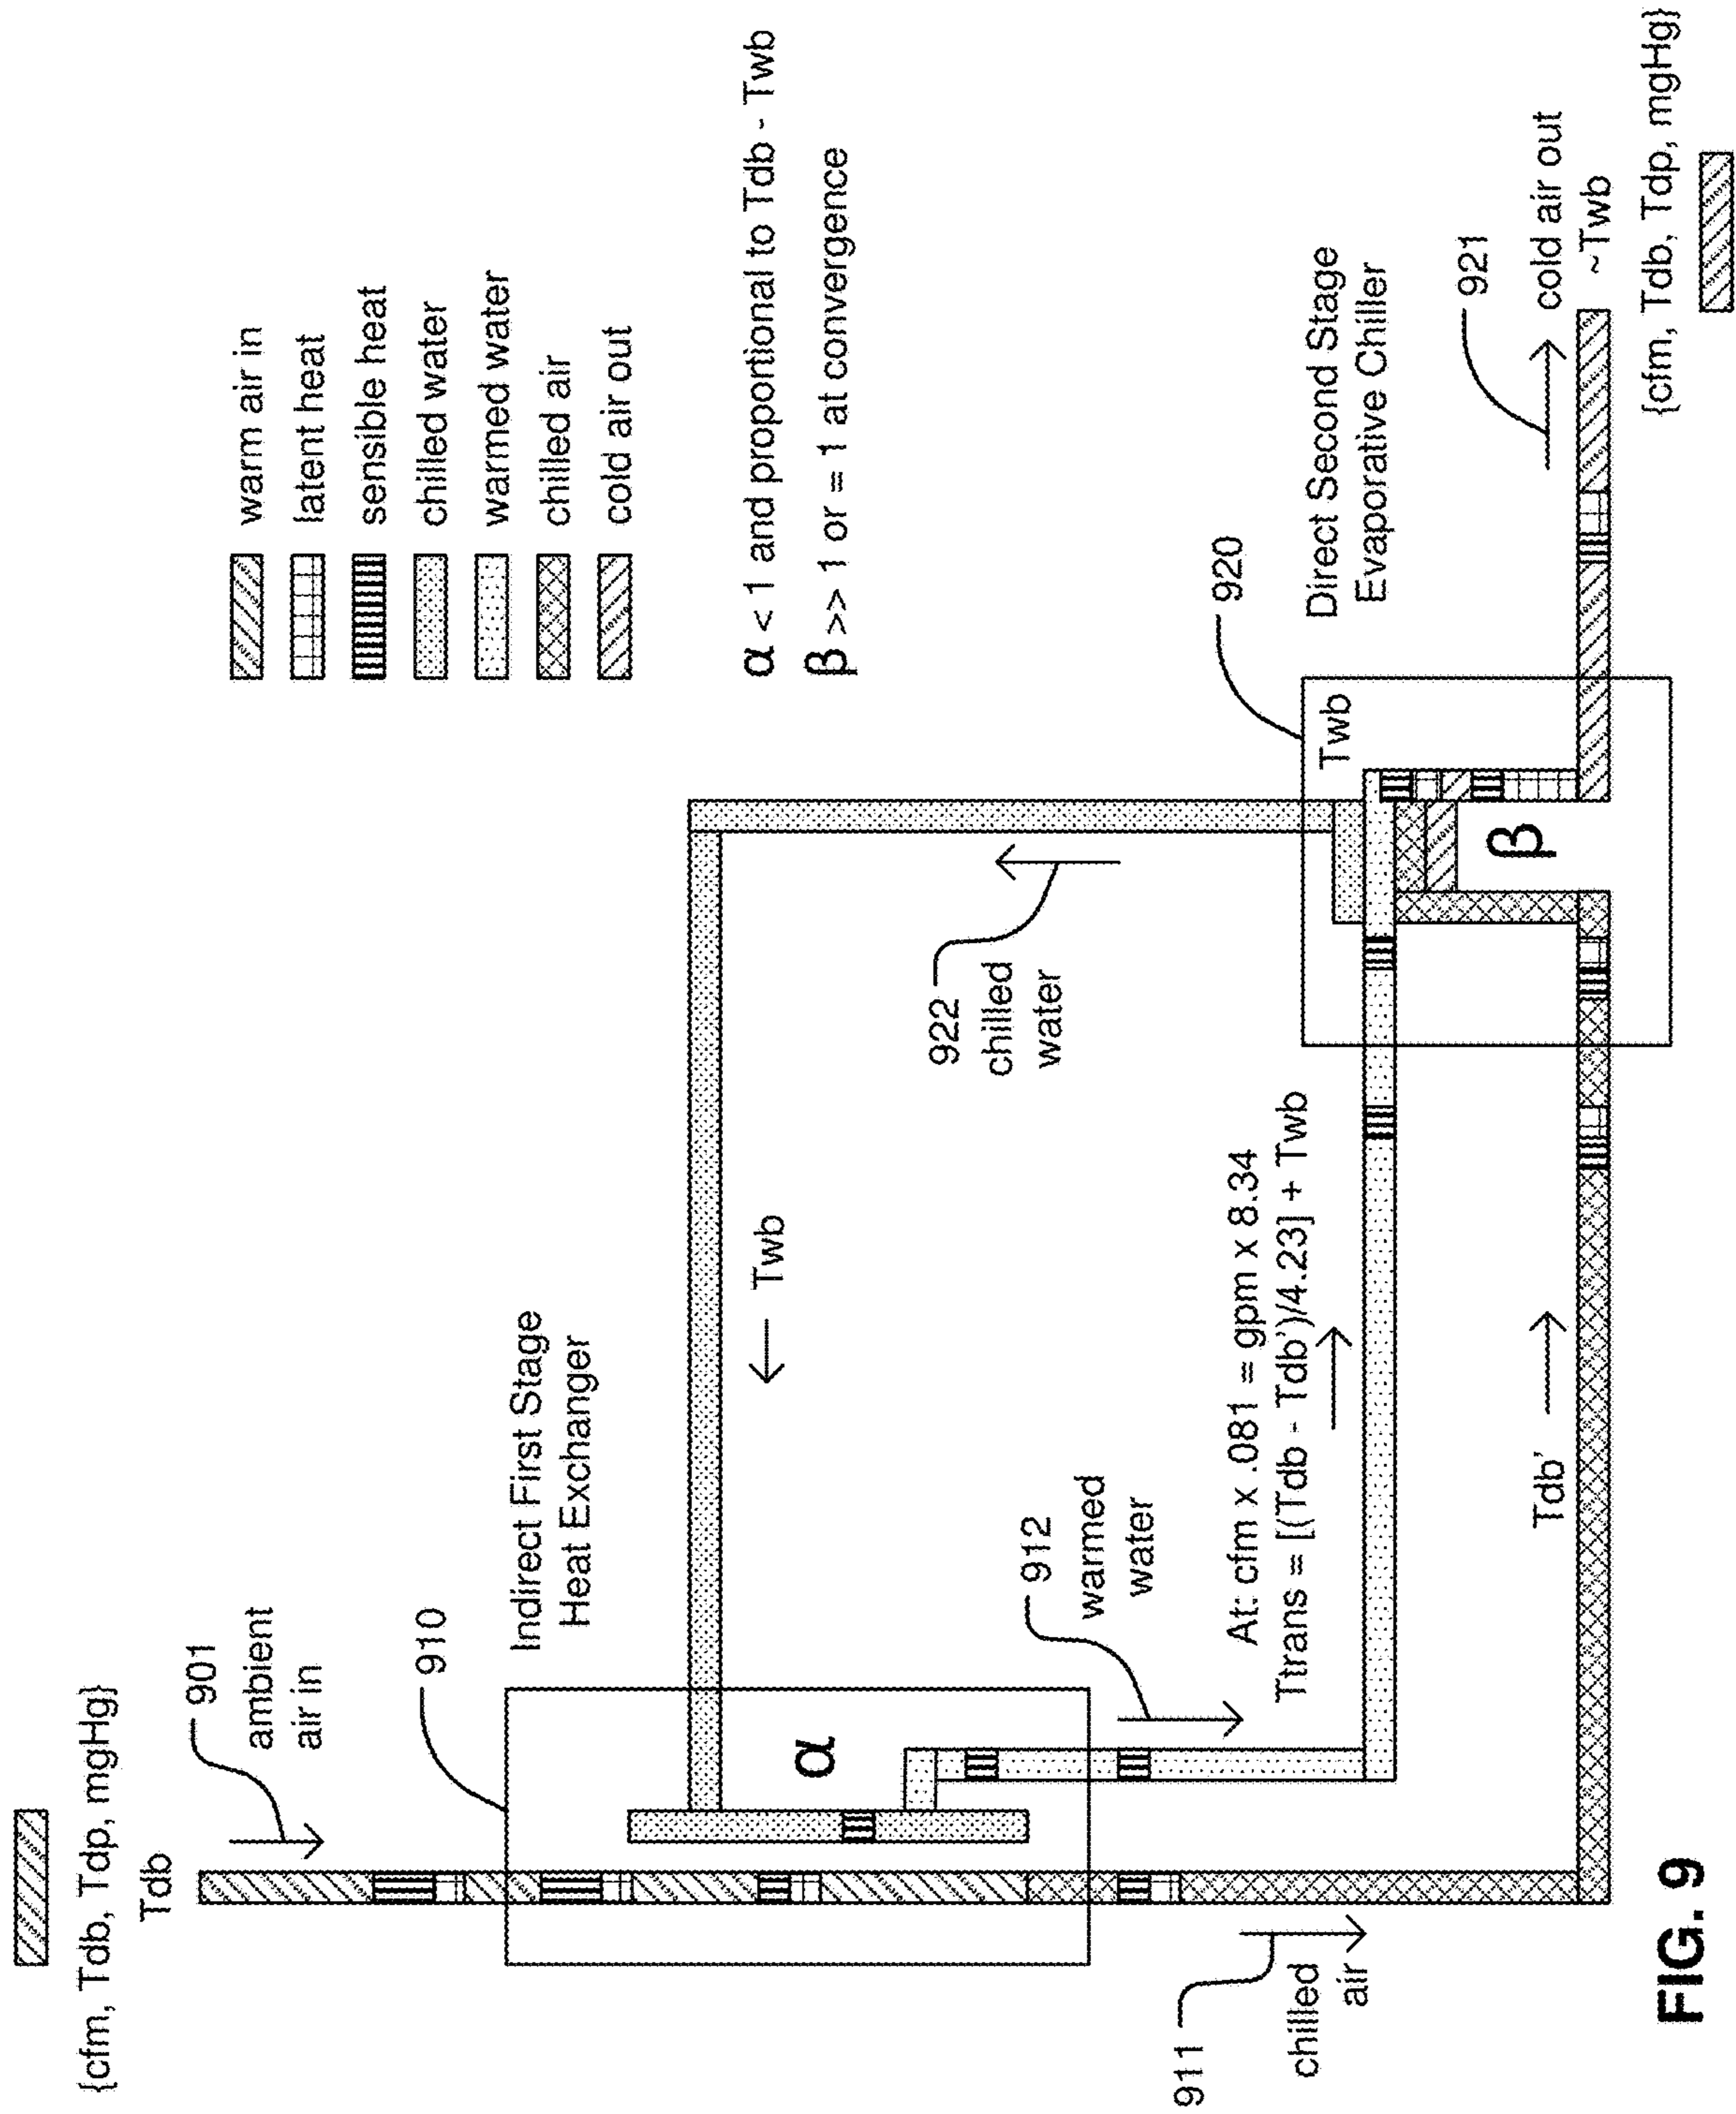 {cfm, Tdb, Tdp, mgHg}
Tdb
901
ambient
air in
910
Indirect First Stage
Heat Exchanger
warm air in
latent heat
sensible heat
chilled water
warmed water
chilled air
cold air out
α < 1 and proportional to Tdb - Twb
β >> 1 or = 1 at convergence
← Twb
α
922
chilled
water
912
warmed
water
911
chilled
air
At: cfm x .081 = gpm x 8.34
Ttrans = [(Tdb - Tdb')/4.23] + Twb
Tdb'
920
Direct Second Stage
Evaporative Chiller
Twb
β
921
cold air out
~Twb
{cfm, Tdb, Tdp, mgHg}
FIG. 9